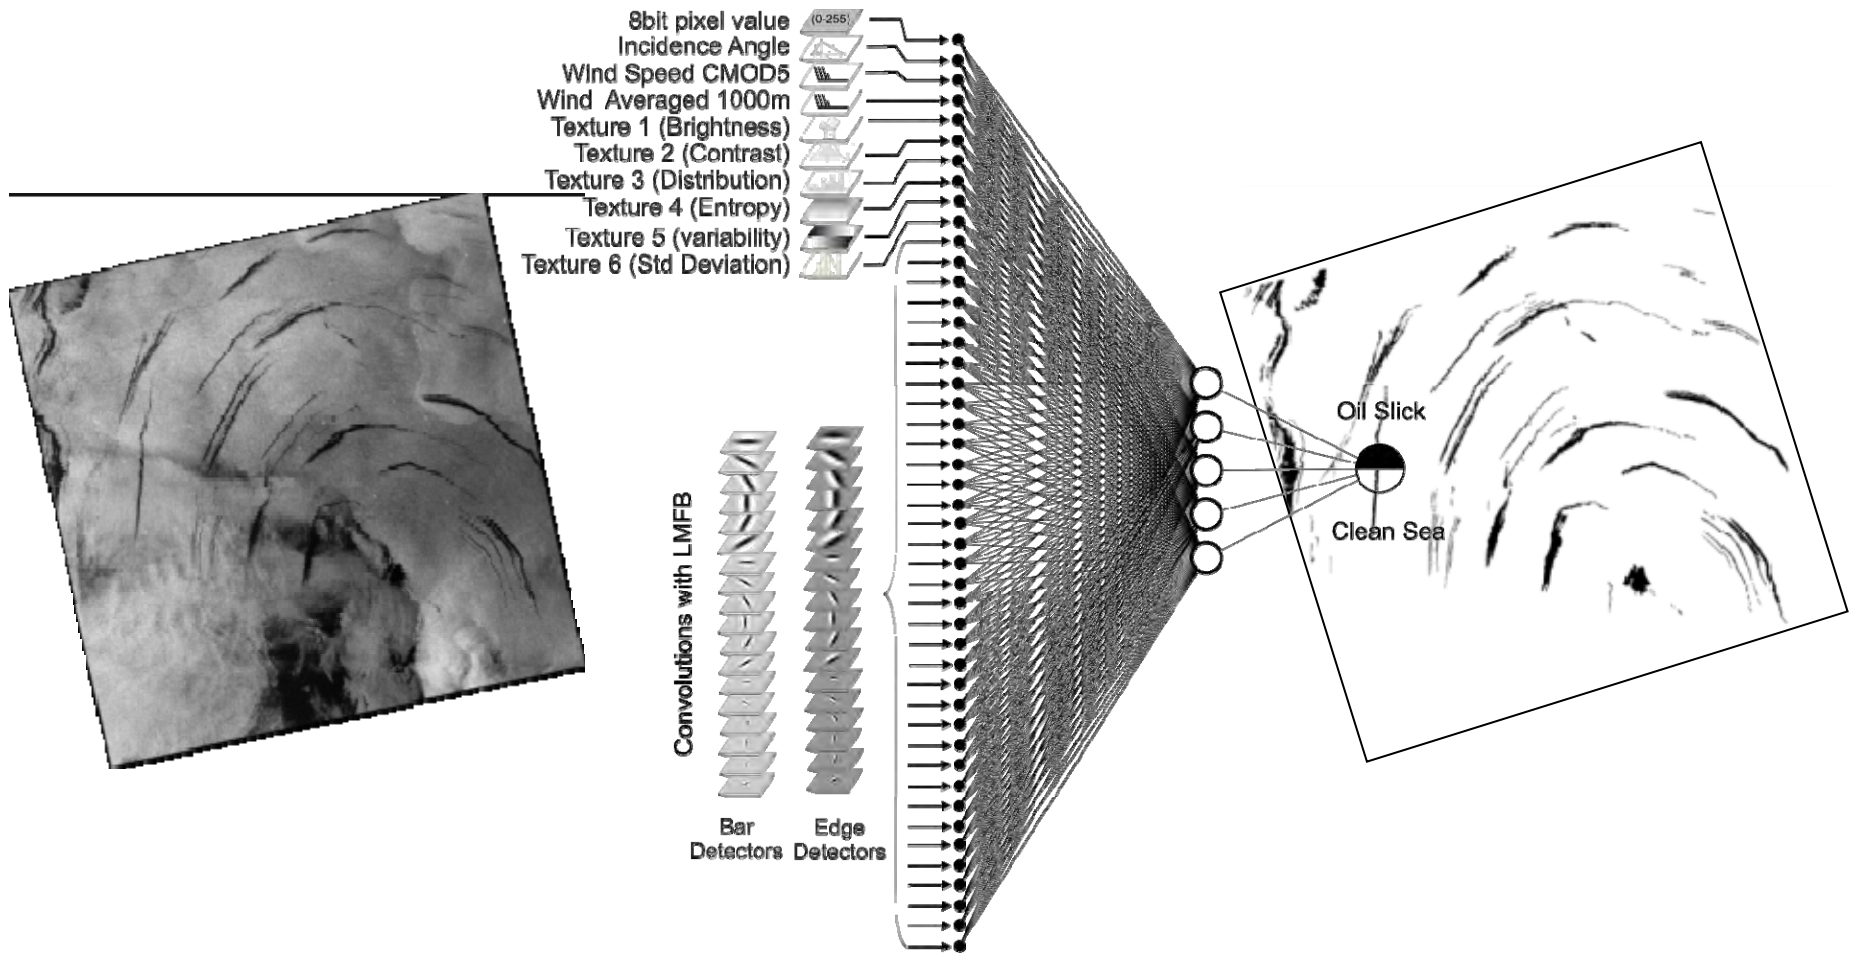 8bit pixel value
(0-255)
Incidence Angle
Wind Speed CMOD5
Wind Averaged 1000m
Texture 1 (Brightness)
Texture 2 (Contrast)
Texture 3 (Distribution)
Texture 4 (Entropy)
Texture 5 (variability)
Texture 6 (Std Deviation)
Convolutions with LMFB
Bar
Detectors
Edge
Detectors
Oil Slick
Clean Sea